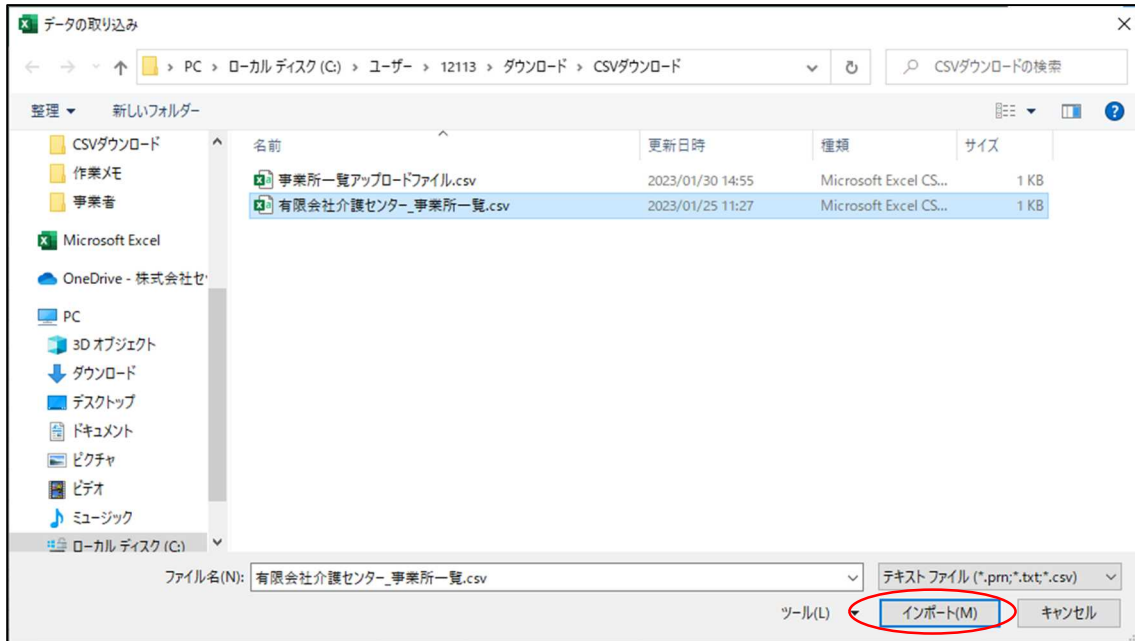 データの取り込み
PC › ローカル ディスク (C:) › ユーザー › 12113 › ダウンロード › CSVダウンロード
CSVダウンロードの検索
整理 新しいフォルダー
CSVダウンロード
作業メモ
事業者
Microsoft Excel
OneDrive - 株式会社セ
PC
3D オブジェクト
ダウンロード
デスクトップ
ドキュメント
ピクチャ
ビデオ
ミュージック
ローカル ディスク (C:)
名前 更新日時 種類 サイズ
事業所一覧アップロードファイル.csv 2023/01/30 14:55 Microsoft Excel CS... 1 KB
有限会社介護センター_事業所一覧.csv 2023/01/25 11:27 Microsoft Excel CS... 1 KB
ファイル名(N): 有限会社介護センター_事業所一覧.csv テキスト ファイル (*.prn;*.txt;*.csv)
ツール(L) インポート(M) キャンセル